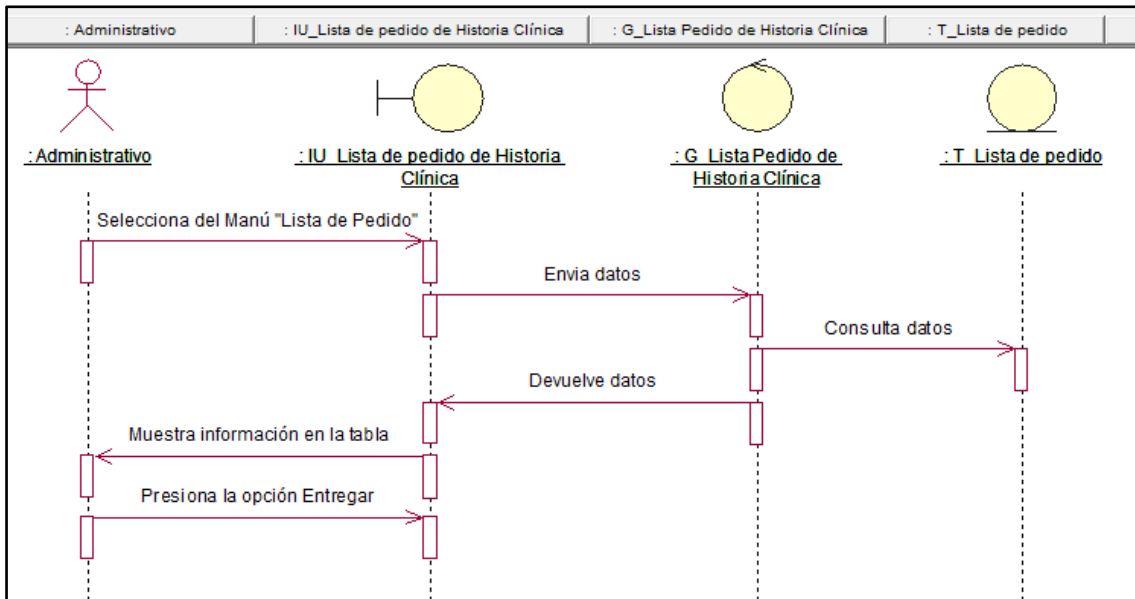 : Administrativo
: IU_Lista de pedido de Historia Clínica
: G_Lista Pedido de Historia Clínica
: T_Lista de pedido
: Administrativo
: IU_Lista de pedido de Historia
Clínica
: G_Lista Pedido de
Historia Clínica
: T_Lista de pedido
Selecciona del Manú "Lista de Pedido"
Envia datos
Consulta datos
Devuelve datos
Muestra información en la tabla
Presiona la opción Entregar